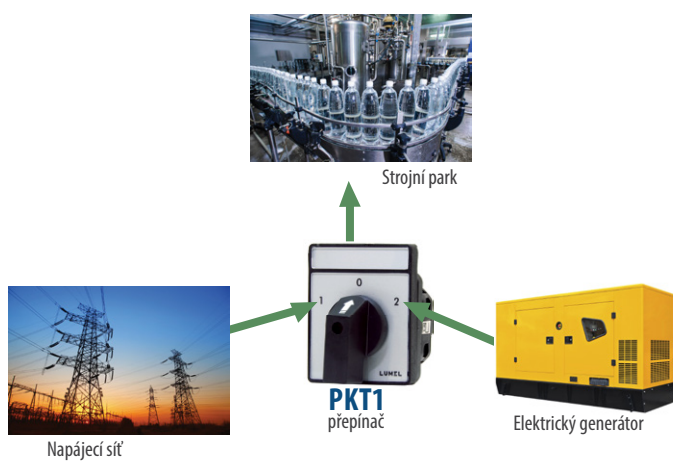 Strojní park
0
1 2
LUMEL
PKT1
přepínač
Napájecí síť
Elektrický generátor